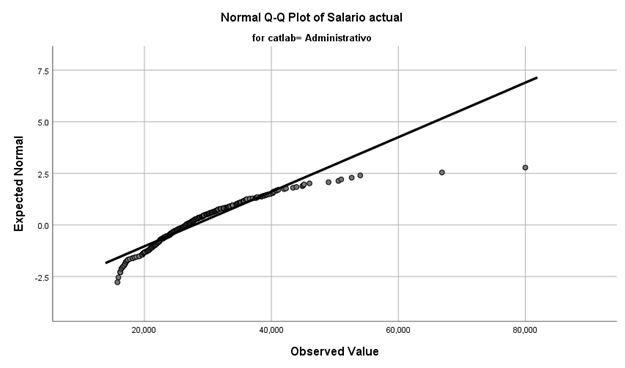 Normal Q-Q Plot of Salario actual
for catlab= Administrativo
Expected Normal
7.5
5.0
2.5
0.0
-2.5
20,000
40,000
60,000
80,000
Observed Value